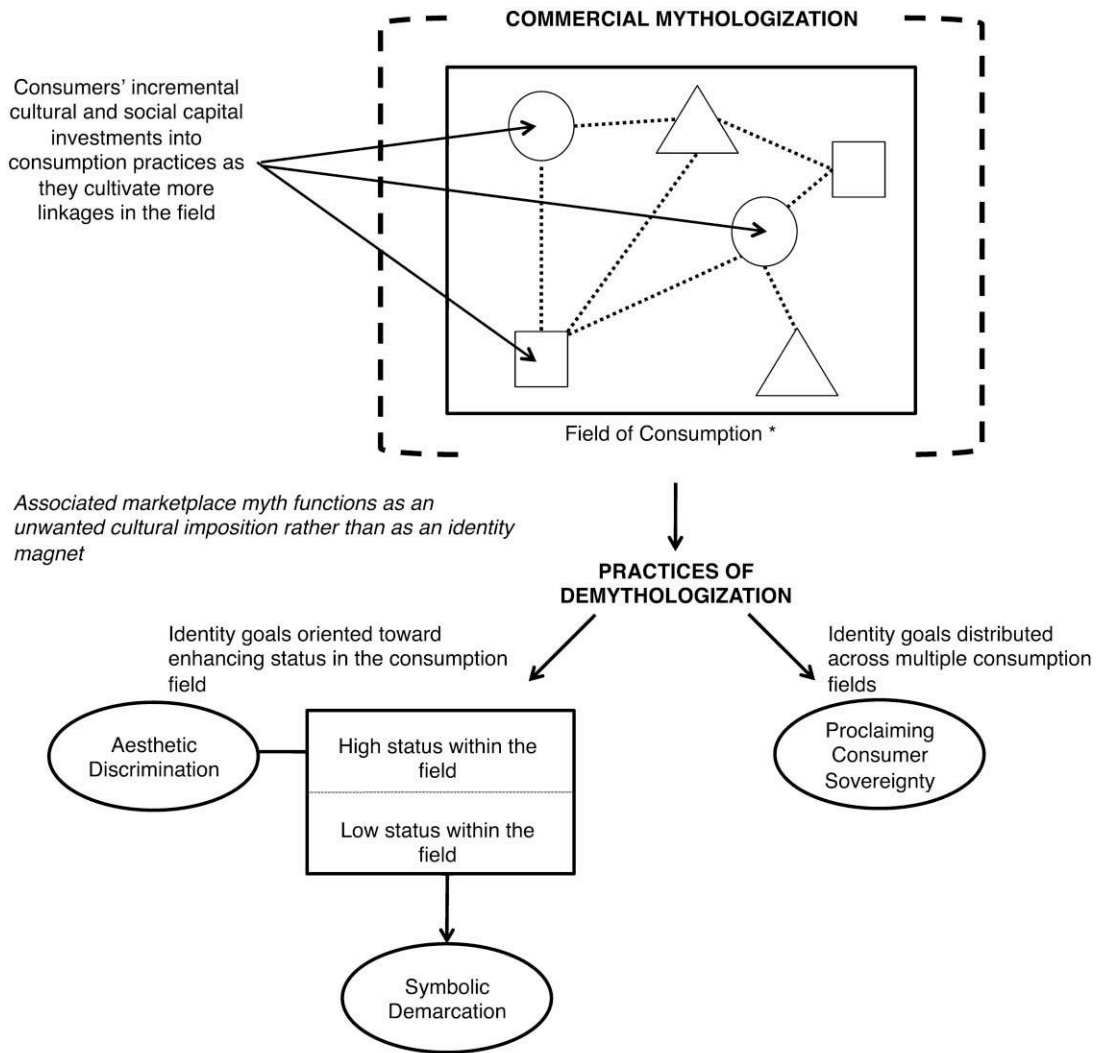 COMMERCIAL MYTHOLOGIZATION
Consumers' incremental
cultural and social capital
investments into
consumption practices as
they cultivate more
linkages in the field
Field of Consumption *
Associated marketplace myth functions as an
unwanted cultural imposition rather than as an identity
magnet
PRACTICES OF
DEMYTHOLOGIZATION
Identity goals oriented toward
enhancing status in the consumption
field
Identity goals distributed
across multiple consumption
fields
Aesthetic
Discrimination
High status within the
field
Low status within the
field
Proclaiming
Consumer
Sovereignty
Symbolic
Demarcation